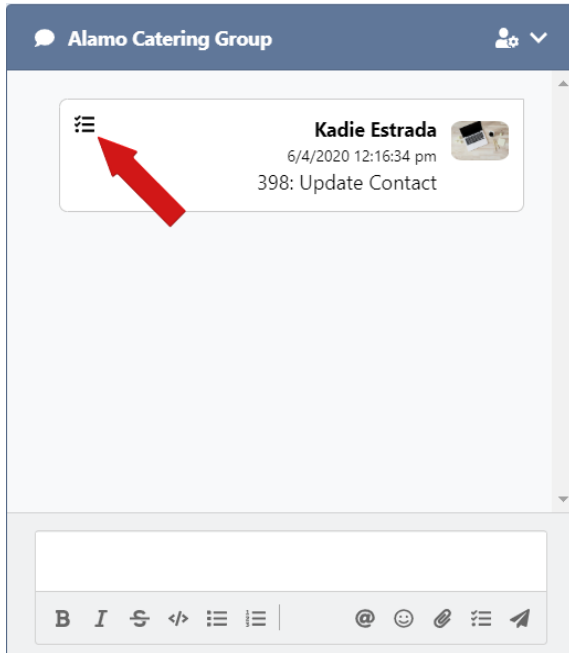 Alamo Catering Group
Kadie Estrada
6/4/2020 12:16:34 pm
398: Update Contact
B I S </> @